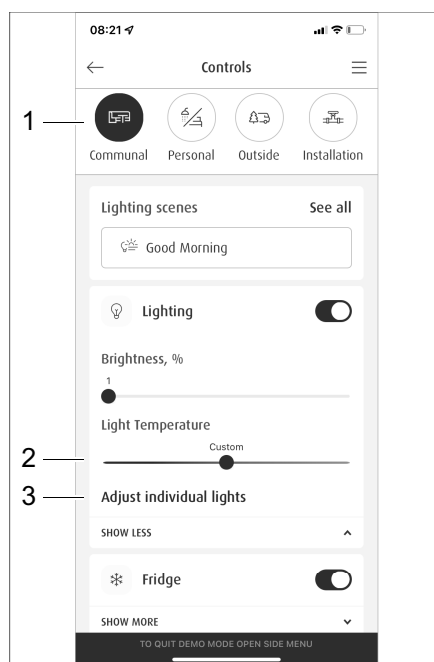 08:21
Controls
1
Communal Personal Outside Installation
Lighting scenes See all
Good Morning
Lighting
Brightness, %
1
Light Temperature
Custom
2
3
Adjust individual lights
SHOW LESS
Fridge
SHOW MORE
TO QUIT DEMO MODE OPEN SIDE MENU